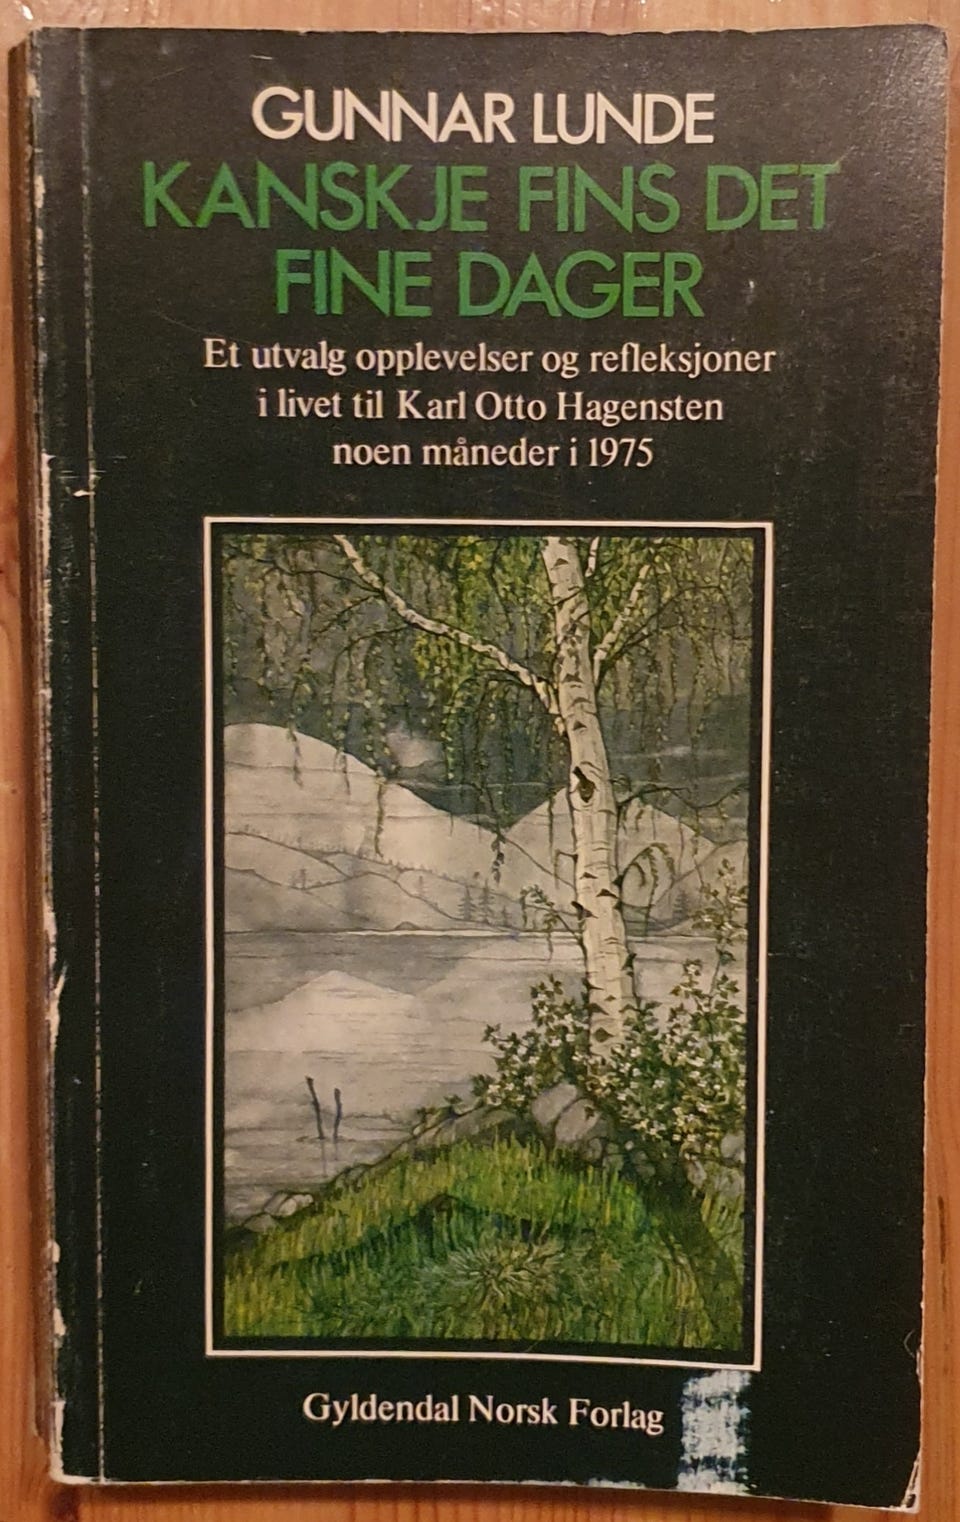 GUNNAR LUNDE
KANSKJE FINS DET
FINE DAGER
Et utvalg opplevelser og refleksjoner
i livet til Karl Otto Hagensten
noen måneder i 1975
Gyldendal Norsk Forlag